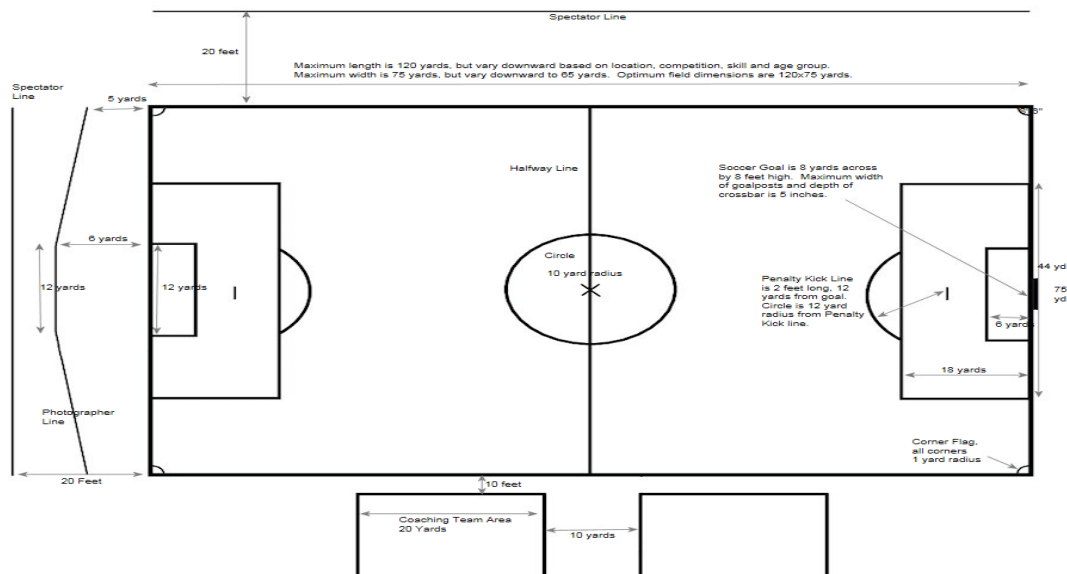 Spectator Line
20 feet
Maximum length is 120 yards, but vary downward based on location, competition, skill and age group.
Maximum width is 75 yards, but vary downward to 65 yards.  Optimum field dimensions are 120x75 yards.
Spectator
Line
5 yards
Halfway Line
Soccer Goal is 8 yards across
by 8 feet high.  Maximum width
of goalposts and depth of
crossbar is 5 inches.
6 yards
Circle
10 yard radius
44 yd
12 yards
12 yards
Penalty Kick Line
is 2 feet long, 12
yards from goal.
Circle is 12 yard
radius from Penalty
Kick line.
75
yd
6 yards
18 yards
Photographer
Line
Corner Flag,
all corners
1 yard radius
20 Feet
10 feet
Coaching Team Area
20 Yards
10 yards